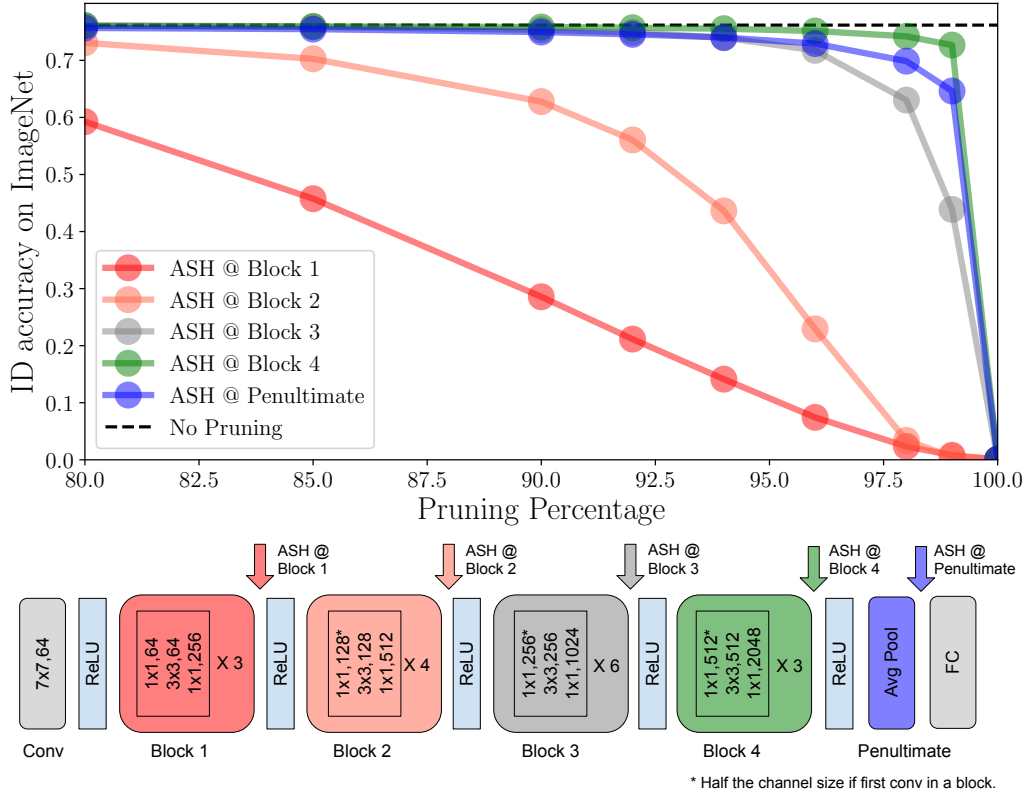 ID accuracy on ImageNet
0.7
0.6
0.5
0.4
0.3
0.2
0.1
0.0
ASH @ Block 1
ASH @ Block 2
ASH @ Block 3
ASH @ Block 4
ASH @ Penultimate
No Pruning
80.0 82.5 85.0 87.5 90.0 92.5 95.0 97.5 100.0
Pruning Percentage
ASH @
Block 1
ASH @
Block 2
ASH @
Block 3
ASH @
Block 4
ASH @
Penultimate
7x7,64
ReLU
1x1,64
3x3,64
1x1,256
X 3
ReLU
1x1,128*
3x3,128
1x1,512
X 4
ReLU
1x1,256*
3x3,256
1x1,1024
X 6
ReLU
1x1,512*
3x3,512
1x1,2048
X 3
ReLU
Avg Pool
FC
Conv
Block 1
Block 2
Block 3
Block 4
Penultimate
* Half the channel size if first conv in a block.